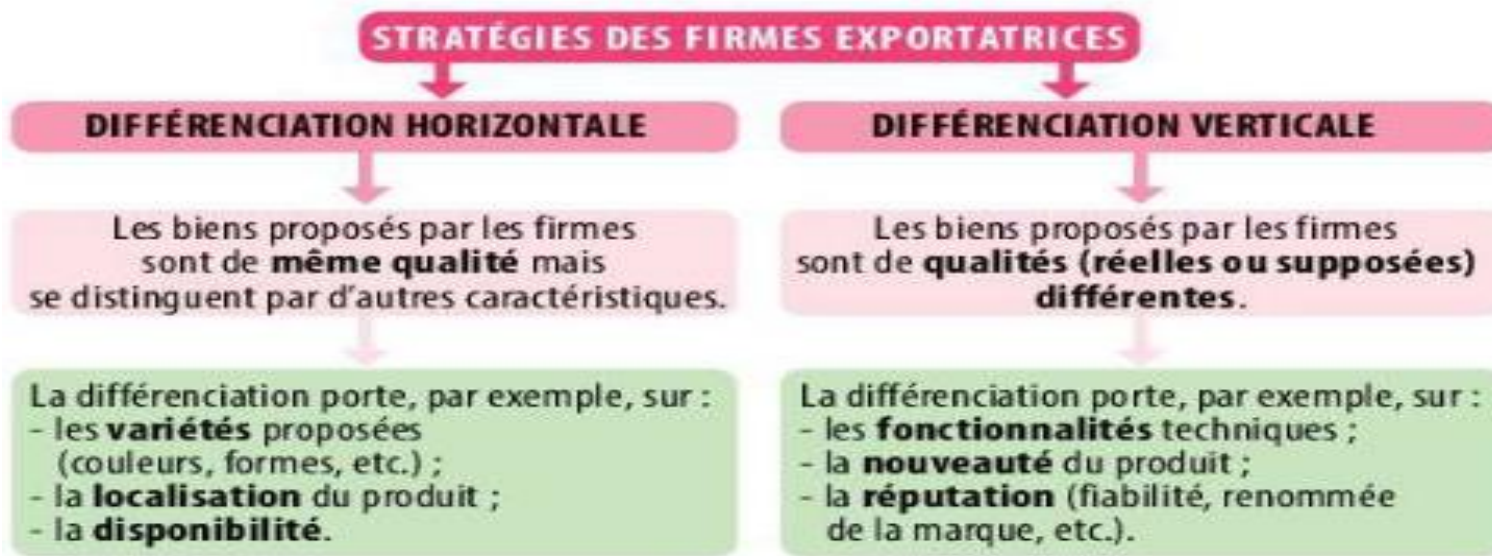 STRATÉGIES DES FIRMES EXPORTATRICES
DIFFÉRENCIATION HORIZONTALE
Les biens proposés par les firmes
sont de même qualité mais
se distinguent par d'autres caractéristiques.
La différenciation porte, par exemple, sur :
- les variétés proposées
(couleurs, formes, etc.) ;
- la localisation du produit ;
- la disponibilité.
DIFFÉRENCIATION VERTICALE
Les biens proposés par les firmes
sont de qualités (réelles ou supposées)
différentes.
La différenciation porte, par exemple, sur :
- les fonctionnalités techniques ;
- la nouveauté du produit ;
- la réputation (fiabilité, renommée
de la marque, etc.).